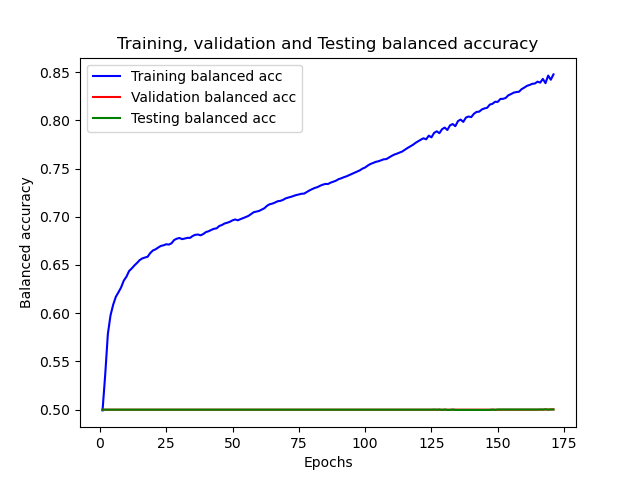 Training, validation and Testing balanced accuracy
Training balanced acc
Validation balanced acc
Testing balanced acc
Balanced accuracy
0.85
0.80
0.75
0.70
0.65
0.60
0.55
0.50
0 25 50 75 100 125 150 175
Epochs